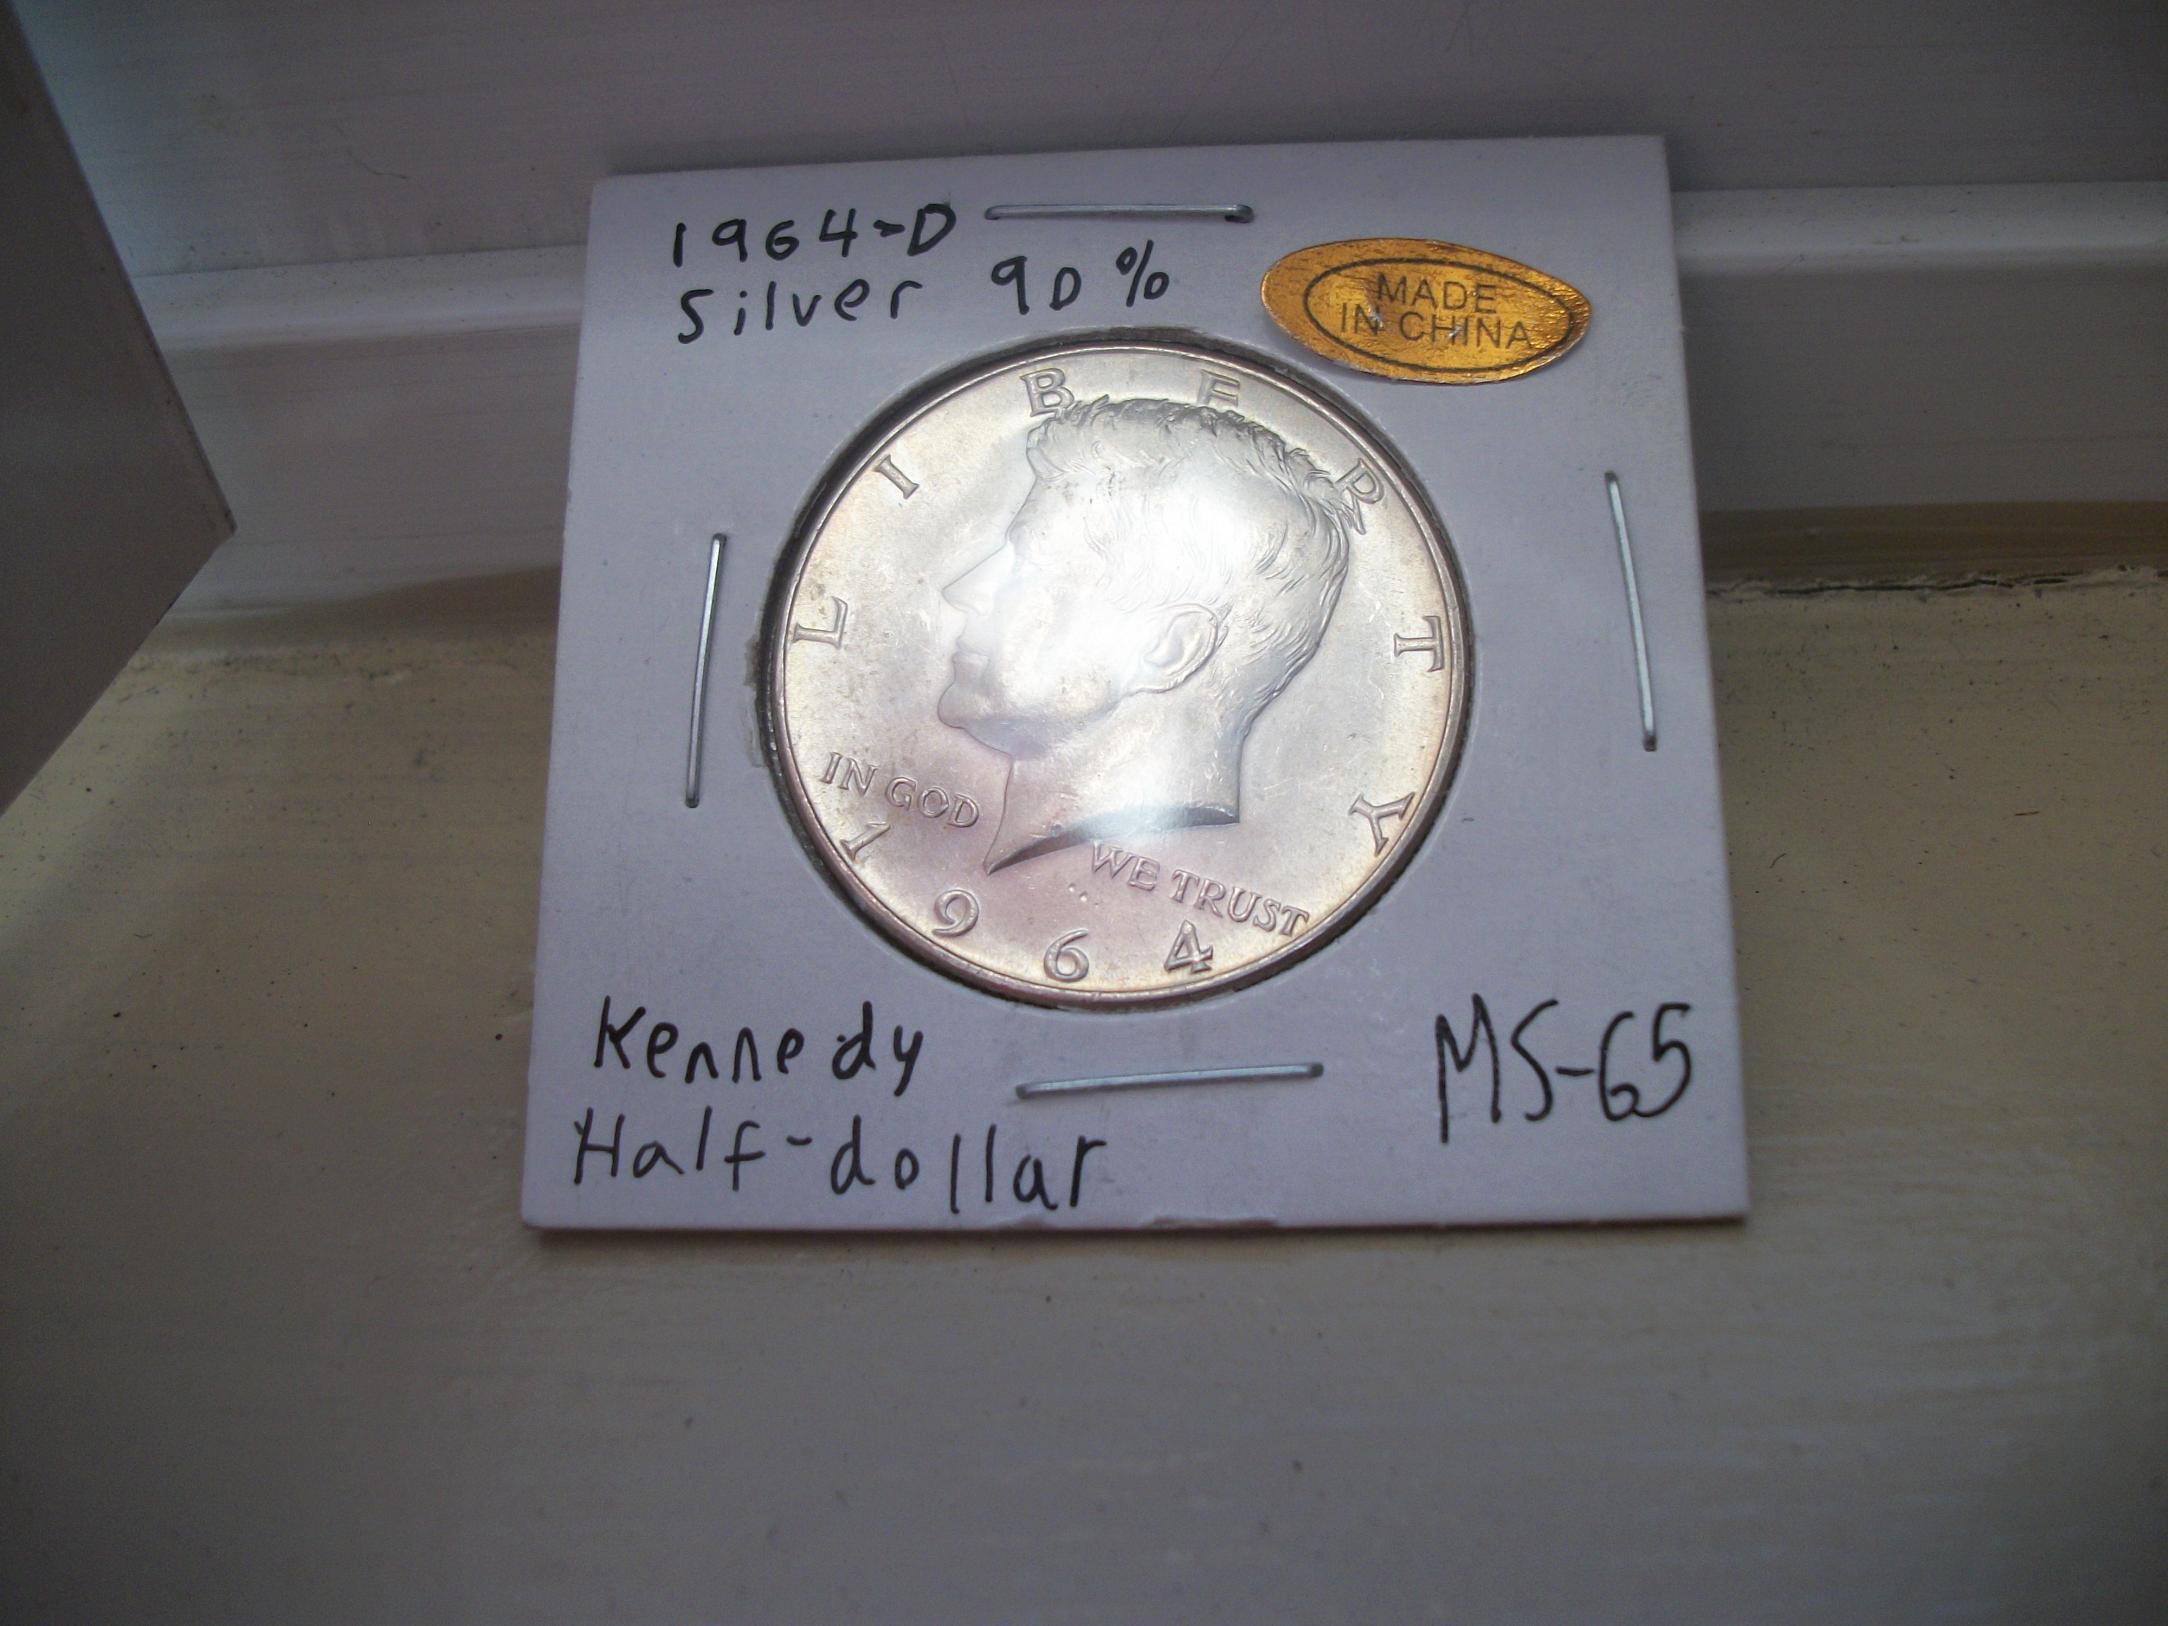 1964-D
Silver 90%
MADE
IN CHINA
LIBERTY
IN GOD
WE TRUST
1964
Kennedy
Half-dollar
MS-65